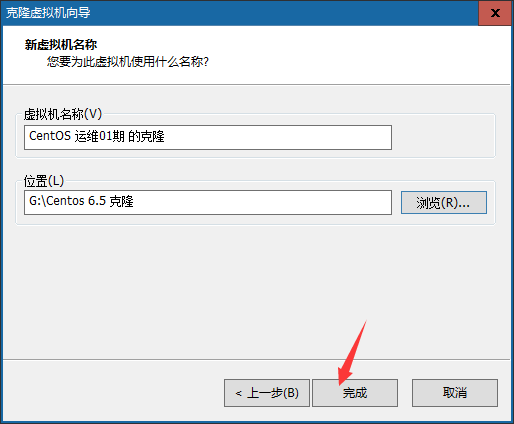 克隆虚拟机向导
新虚拟机名称
您要为此虚拟机使用什么名称?
虚拟机名称(V)
CentOS 运维01期 的克隆
位置(L)
G:\Centos 6.5 克隆
浏览(R)...
< 上一步(B)
完成
取消